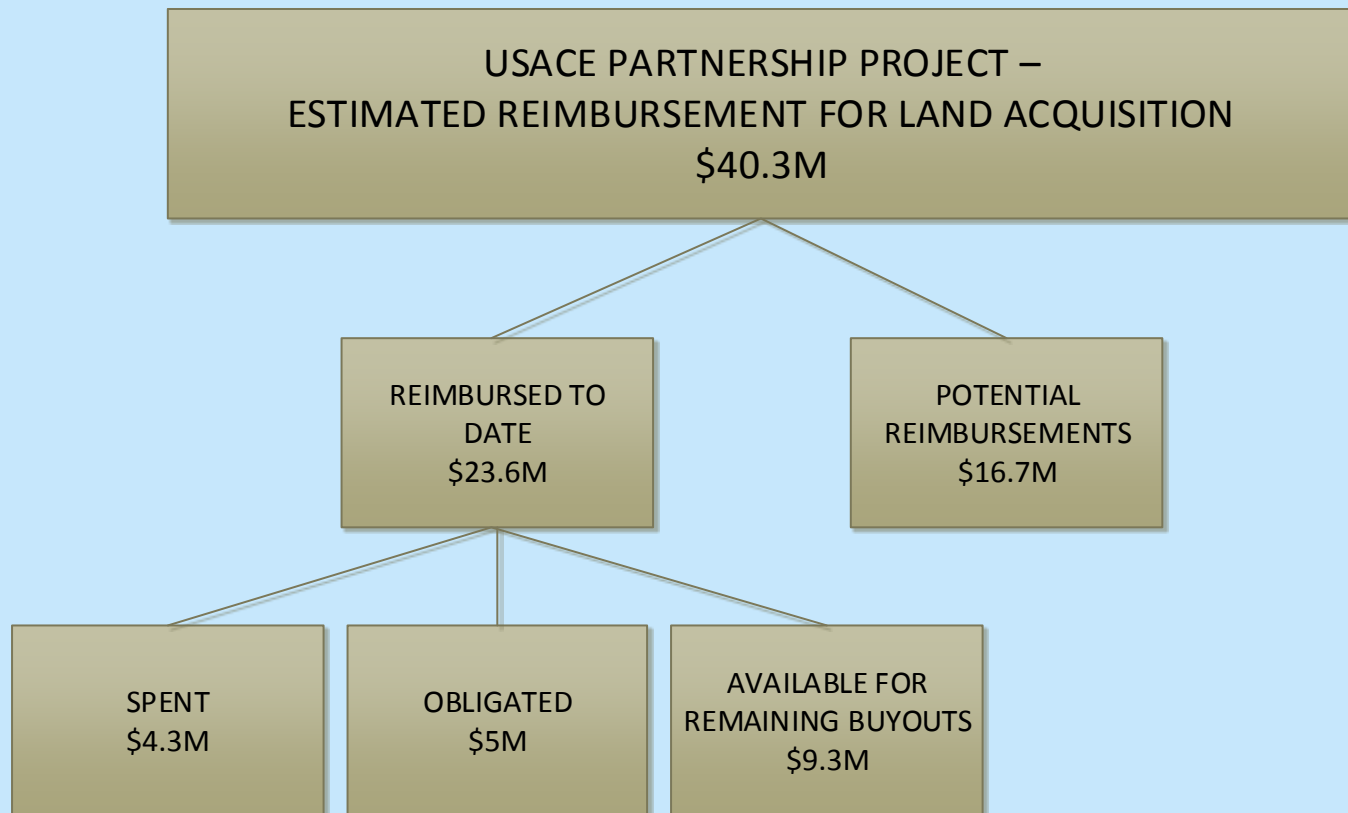 USACE PARTNERSHIP PROJECT –
ESTIMATED REIMBURSEMENT FOR LAND ACQUISITION
$40.3M
REIMBURSED TO
DATE
$23.6M
POTENTIAL
REIMBURSEMENTS
$16.7M
SPENT
$4.3M
OBLIGATED
$5M
AVAILABLE FOR
REMAINING BUYOUTS
$9.3M